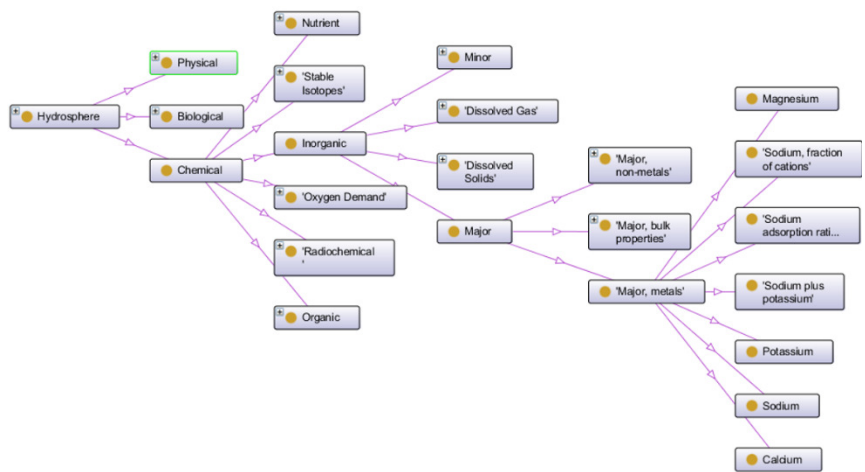 Hydrosphere
Physical
Biological
Chemical
Nutrient
'Stable
Isotopes'
Inorganic
'Oxygen Demand'
'Radiochemical
'
Organic
Minor
'Dissolved Gas'
'Dissolved
Solids'
Major
'Major,
non-metals'
'Major, bulk
properties'
'Major, metals'
Magnesium
'Sodium, fraction
of cations'
'Sodium
adsorption rati...
'Sodium plus
potassium'
Potassium
Sodium
Calcium